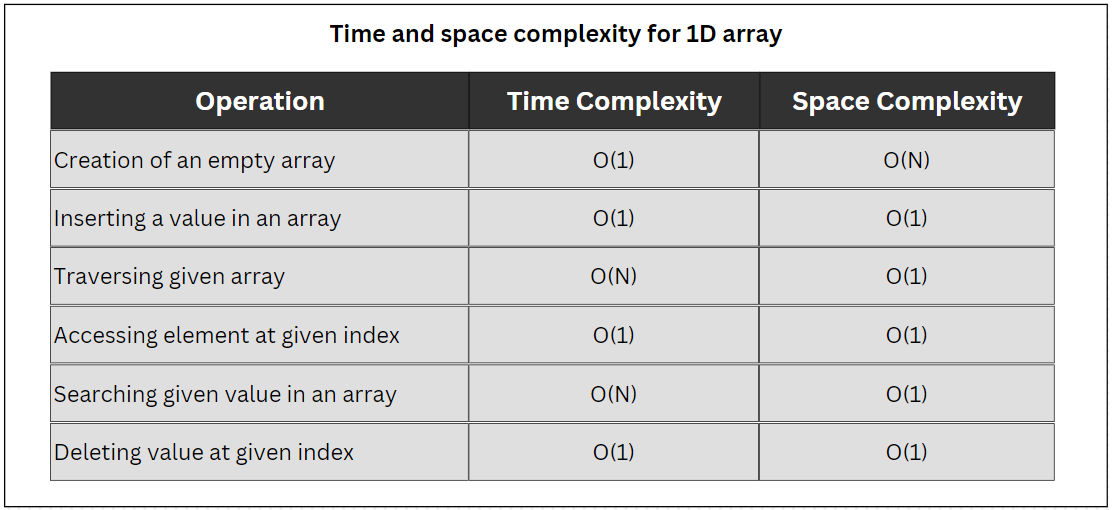 Time and space complexity for 1D array
Operation Time Complexity Space Complexity
Creation of an empty array O(1) O(N)
Inserting a value in an array O(1) O(1)
Traversing given array O(N) O(1)
Accessing element at given index O(1) O(1)
Searching given value in an array O(N) O(1)
Deleting value at given index O(1) O(1)